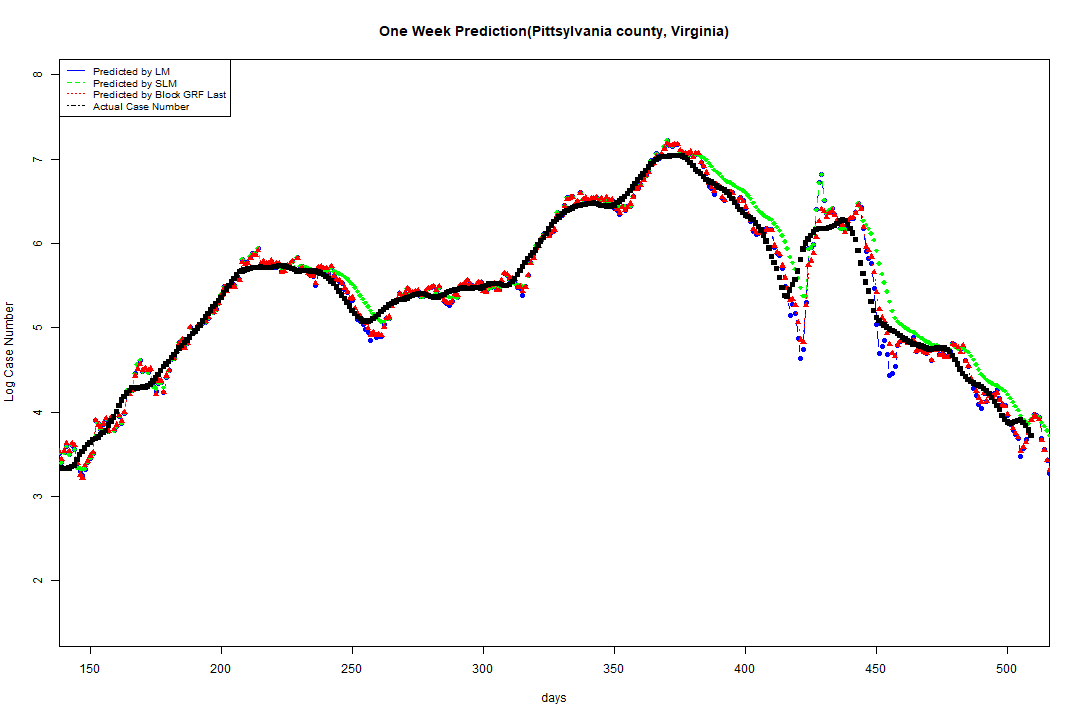 One Week Prediction(Pittsylvania county, Virginia)
Predicted by LM
Predicted by SLM
Predicted by Block GRF Last
Actual Case Number
8
7
6
5
4
3
2
Log Case Number
150 200 250 300 350 400 450 500
days